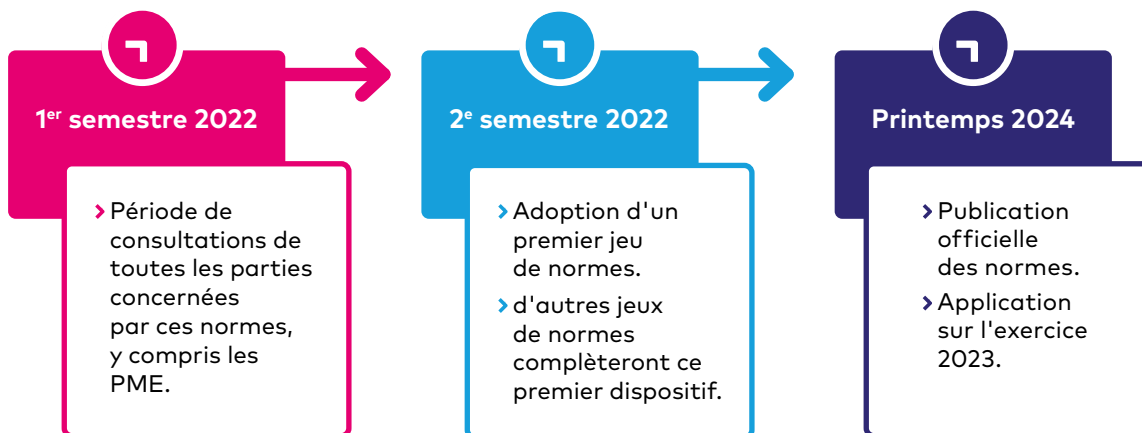 1er semestre 2022
› Période de
consultations de
toutes les parties
concernées
par ces normes,
y compris les
PME.
2e semestre 2022
› Adoption d'un
premier jeu
de normes.
› d'autres jeux
de normes
complèteront ce
premier dispositif.
Printemps 2024
› Publication
officielle
des normes.
› Application
sur l'exercice
2023.